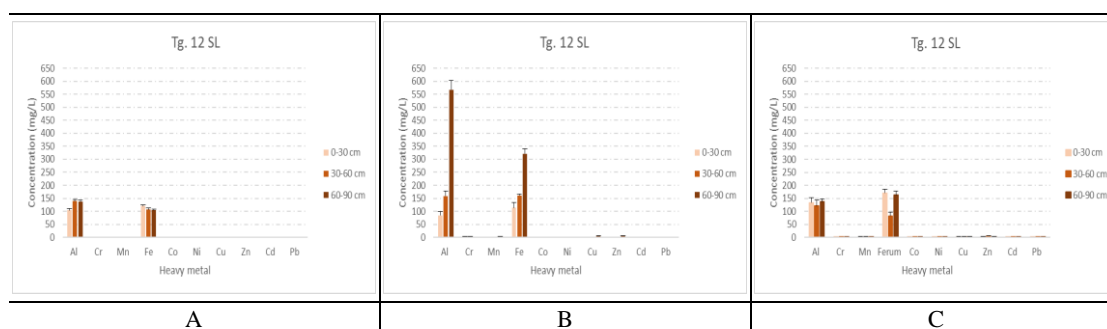 Tg. 12 SL
650
600
550
500
450
400
350
300
250
200
150
100
50
0
Concentration (mg/L)
Al Cr Mn Fe Co Ni Cu Zn Cd Pb
Heavy metal
0-30 cm
30-60 cm
60-90 cm
A
Tg. 12 SL
650
600
550
500
450
400
350
300
250
200
150
100
50
0
Concentration (mg/L)
Al Cr Mn Fe Co Ni Cu Zn Cd Pb
Heavy metal
0-30 cm
30-60 cm
60-90 cm
B
Tg. 12 SL
650
600
550
500
450
400
350
300
250
200
150
100
50
0
Concentration (mg/L)
Al Cr Mn Ferum Co Ni Cu Zn Cd Pb
Heavy metal
0-30 cm
30-60 cm
60-90 cm
C